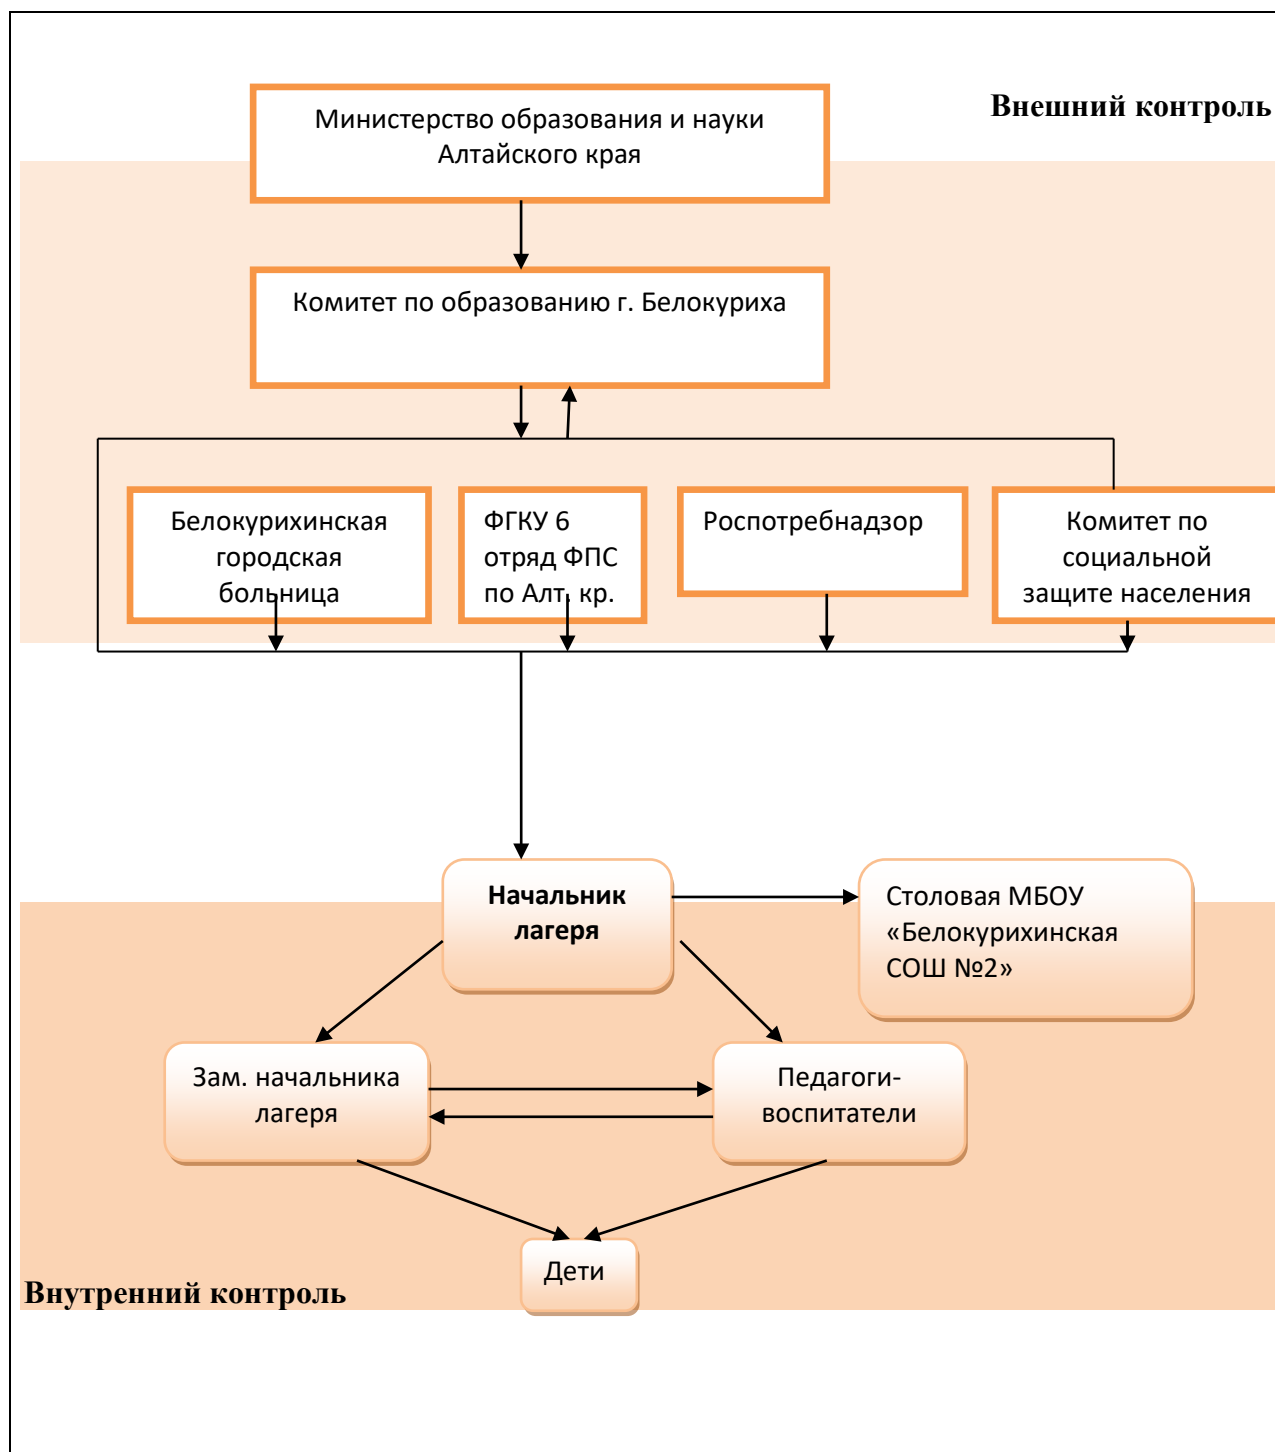 Внешний контроль
Министерство образования и науки
Алтайского края
Комитет по образованию г. Белокуриха
Белокурихинская
городская
больница
ФГКУ 6
отряд ФПС
по Алт. кр.
Роспотребнадзор
Комитет по
социальной
защите населения
Начальник
лагеря
Столовая МБОУ
«Белокурихинская
СОШ №2»
Зам. начальника
лагеря
Педагоги-
воспитатели
Дети
Внутренний контроль